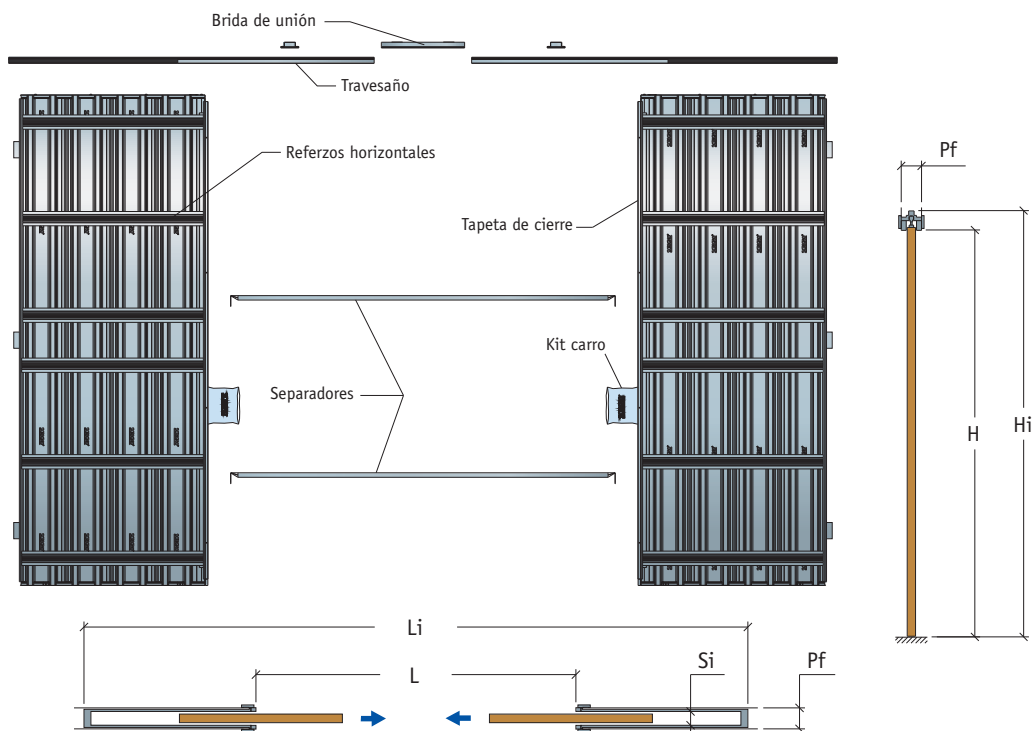 Brida de unión
Travesaño
Referzos horizontales
Tapeta de cierre
Pf
Kit carro
Separadores
H
Hi
Li
L
Si
Pf